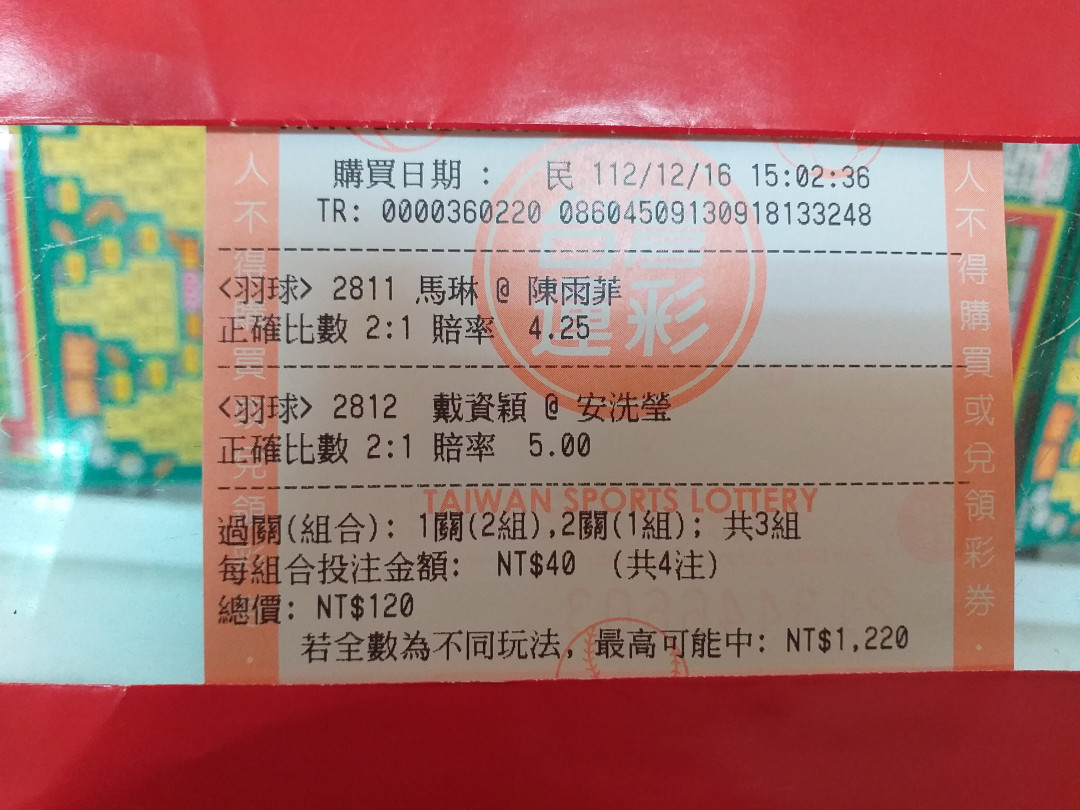 購買日期： 民 112/12/16 15:02:36
TR: 0000360220 08604509130918133248
<羽球> 2811 馬琳 @ 陳雨菲
正確比數 2:1 賠率 4.25
<羽球> 2812 戴資穎 @ 安洗瑩
正確比數 2:1 賠率 5.00
TAIWAN SPORTS LOTTERY
過關(組合): 1關(2組),2關(1組); 共3組
每組合投注金額: NT$40 (共4注)
總價: NT$120
若全數為不同玩法, 最高可能中: NT$1,220
人不得購買或兌領彩券.
人不得購買或兌領彩券.
運彩